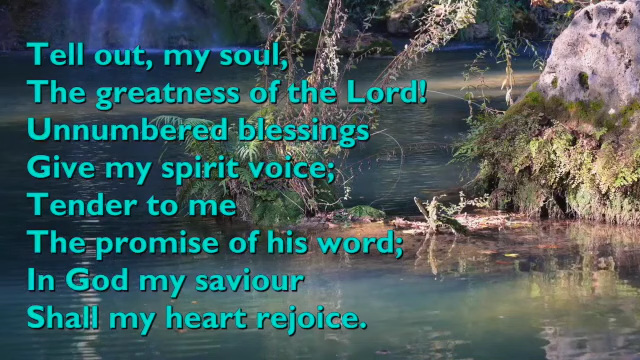 Tell out, my soul,
The greatness of the Lord!
Unnumbered blessings
Give my spirit voice;
Tender to me
The promise of his word;
In God my saviour
Shall my heart rejoice.